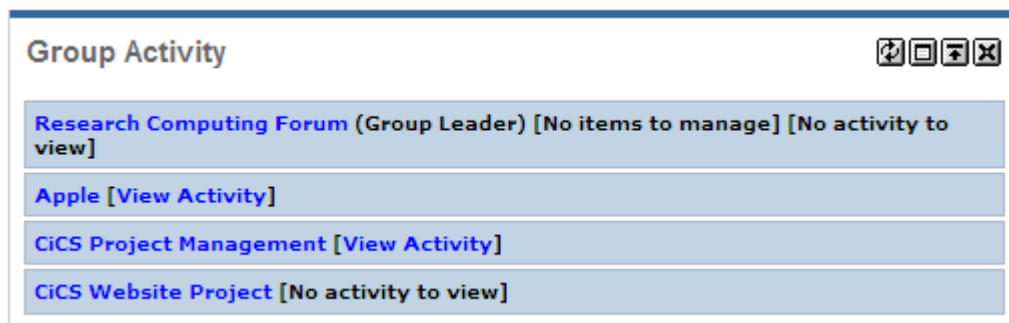 Group Activity
Research Computing Forum (Group Leader) [No items to manage] [No activity to
view]
Apple [View Activity]
CiCS Project Management [View Activity]
CiCS Website Project [No activity to view]